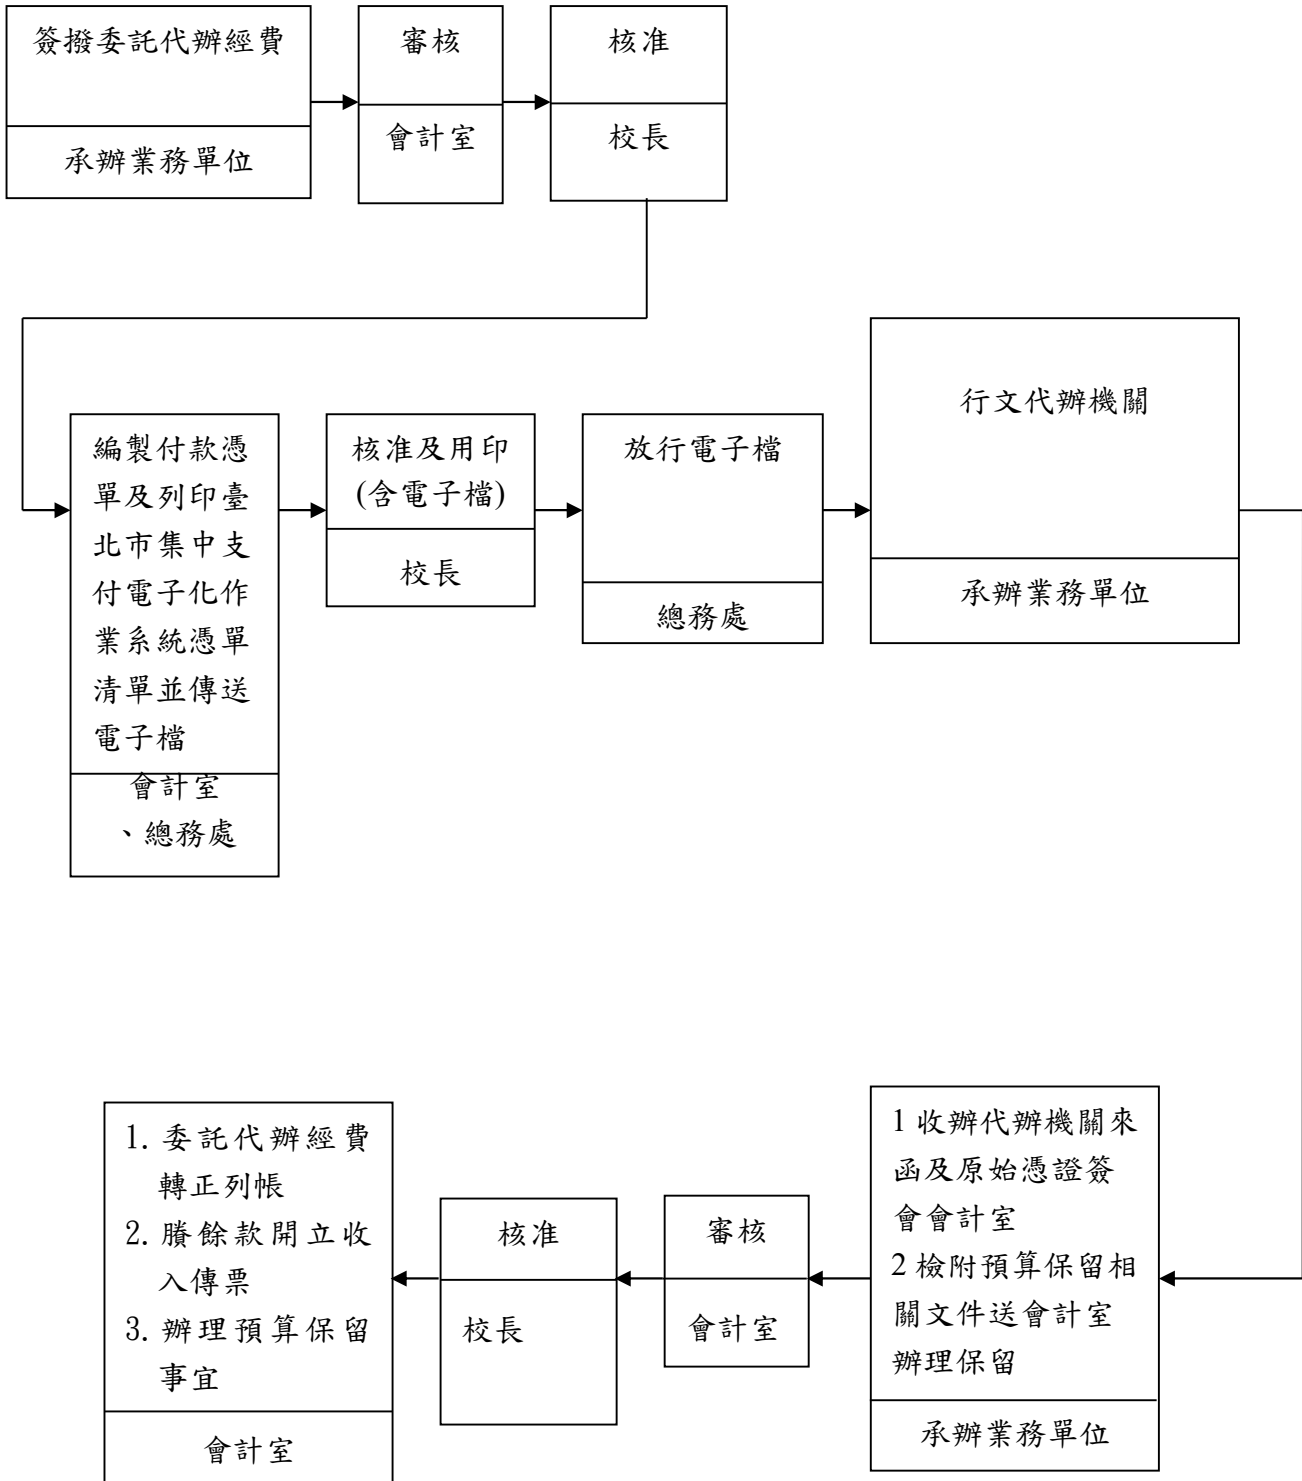 簽撥委託代辦經費
承辦業務單位
審核
會計室
核准
校長
編製付款憑
單及列印臺
北市集中支
付電子化作
業系統憑單
清單並傳送
電子檔
會計室
、總務處
核准及用印
(含電子檔)
校長
放行電子檔
總務處
行文代辦機關
承辦業務單位
1 收辦代辦機關來
函及原始憑證簽
會會計室
2 檢附預算保留相
關文件送會計室
辦理保留
承辦業務單位
審核
會計室
核准
校長
1. 委託代辦經費
轉正列帳
2. 賸餘款開立收
入傳票
3. 辦理預算保留
事宜
會計室